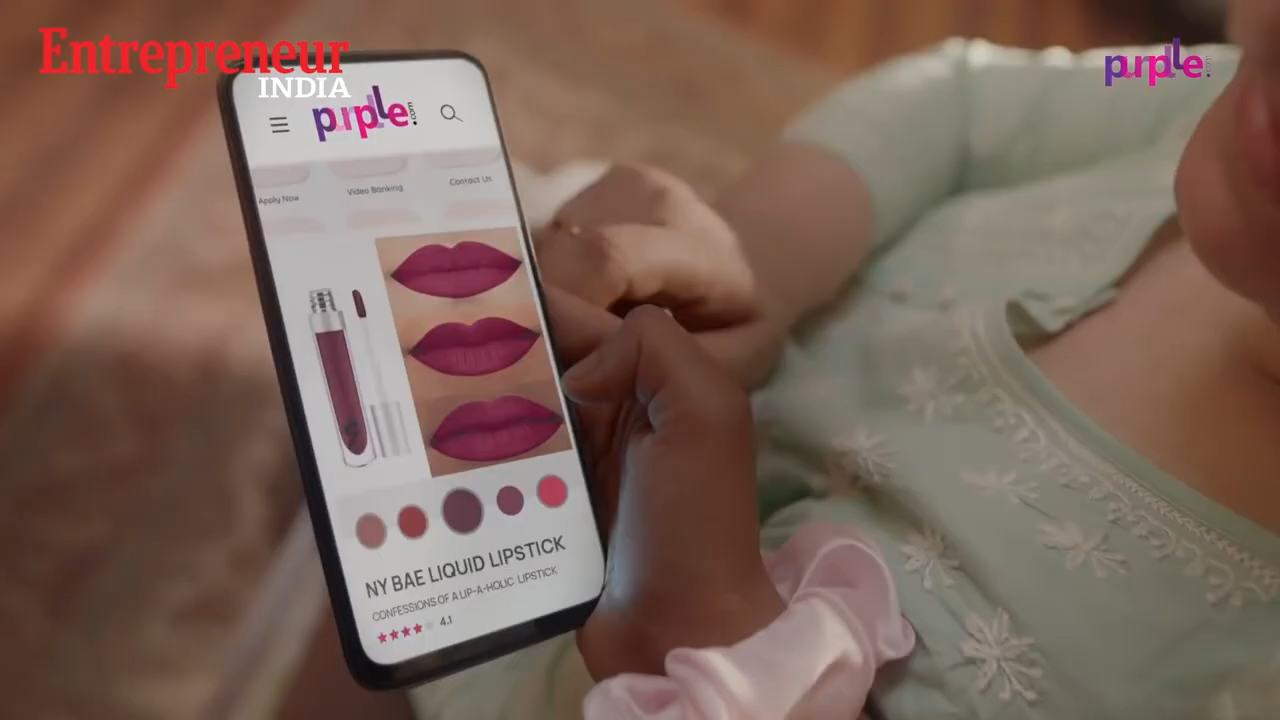 Entrepreneur
INDIA
purplle.com
purplle.com
Apply Now
Video Banking
Contact Us
NY BAE LIQUID LIPSTICK
CONFESSIONS OF A LIP-A-HOLIC LIPSTICK
4.1